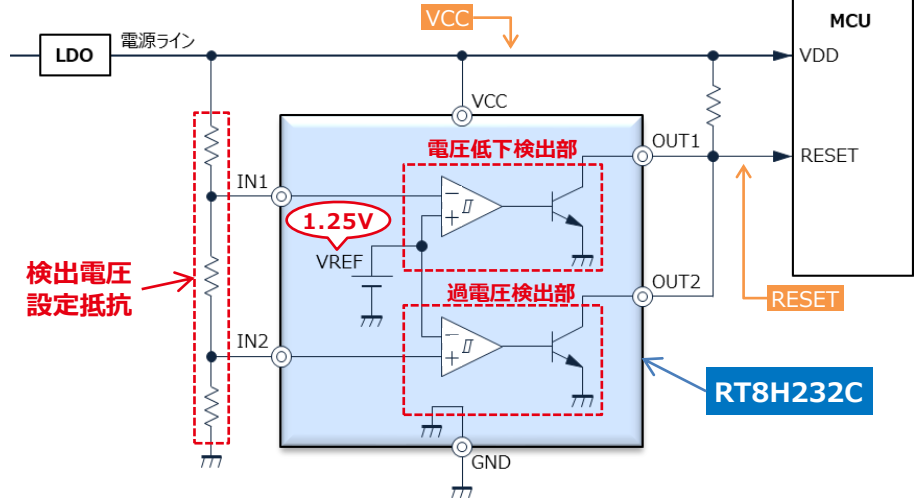 VCC
MCU
LDO
電源ライン
VDD
VCC
電圧低下検出部
OUT1
RESET
IN1
1.25V
VREF
検出電圧
設定抵抗
過電圧検出部
OUT2
RESET
IN2
RT8H232C
GND